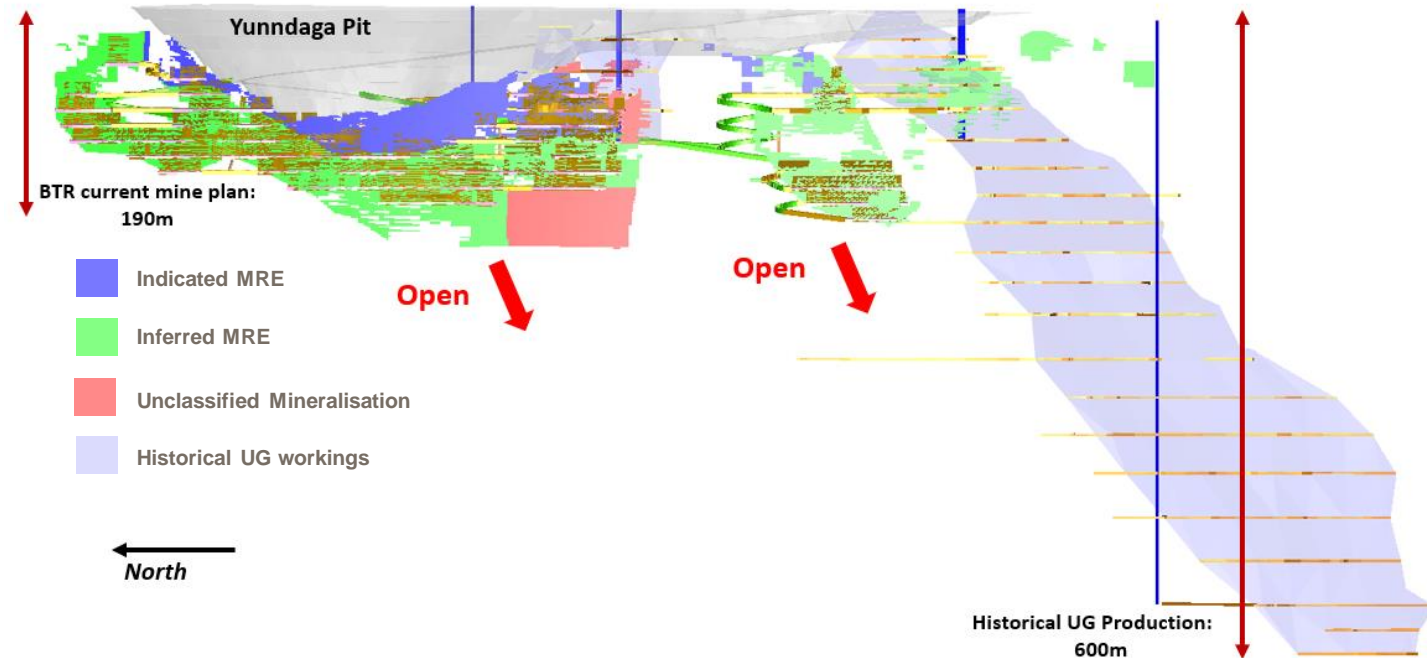 Yunndaga Pit
BTR current mine plan:
190m
Open
Open
Indicated MRE
Inferred MRE
Unclassified Mineralisation
Historical UG workings
North
Historical UG Production:
600m